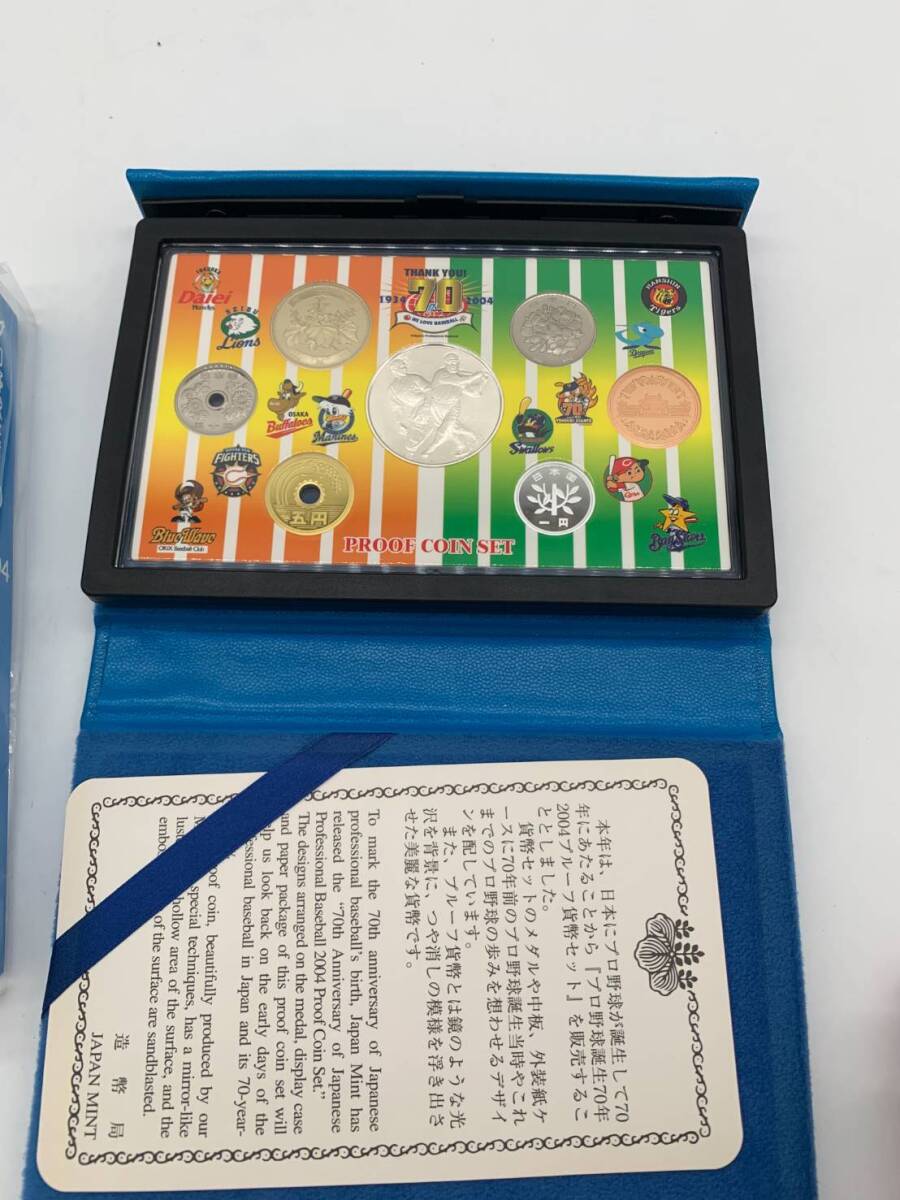 THANK YOU!
1934 70 2004
WE LOVE BASEBALL
Daiei
Hawks
SEIBU
Lions
HANSHIN
Tigers
Dragons
日本国
五十
OSAKA
Buffaloes
Marines
70
YOMIURI GIANTS
Swallows
FIGHTERS
Carp
五円
日本国
一円
BlueWave
ORIX Baseball Club
BayStars
PROOF COIN SET
本年は、日本にプロ野球が誕生して70
年にあたることから『プロ野球誕生70年
2004プルーフ貨幣セット』を販売するこ
ととしました。
貨幣セットのメダルや中板、外装紙ケ
ースに70年前のプロ野球誕生当時やこれ
までのプロ野球の歩みを想わせるデザイ
ンを配しています。
また、プルーフ貨幣とは鏡のような光
沢を背景に、つや消しの模様を浮き出さ
せた美麗な貨幣です。
To mark the 70th anniversary of Japanese
professional baseball's birth, Japan Mint has
released the "70th Anniversary of Japanese
Professional Baseball 2004 Proof Coin Set."
The designs arranged on the medal, display case
and paper package of this proof coin set will
help us look back on the early days of the
professional baseball in Japan and its 70-year-
proof coin, beautifully produced by our
special techniques, has a mirror-like
hollow area of the surface, and the
of the surface are sandblasted.
造幣局
JAPAN MINT
04